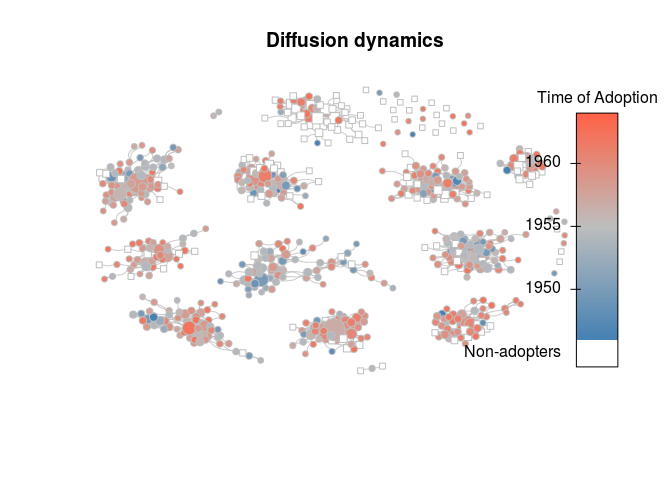 Diffusion dynamics
Time of Adoption
1960
1955
1950
Non-adopters